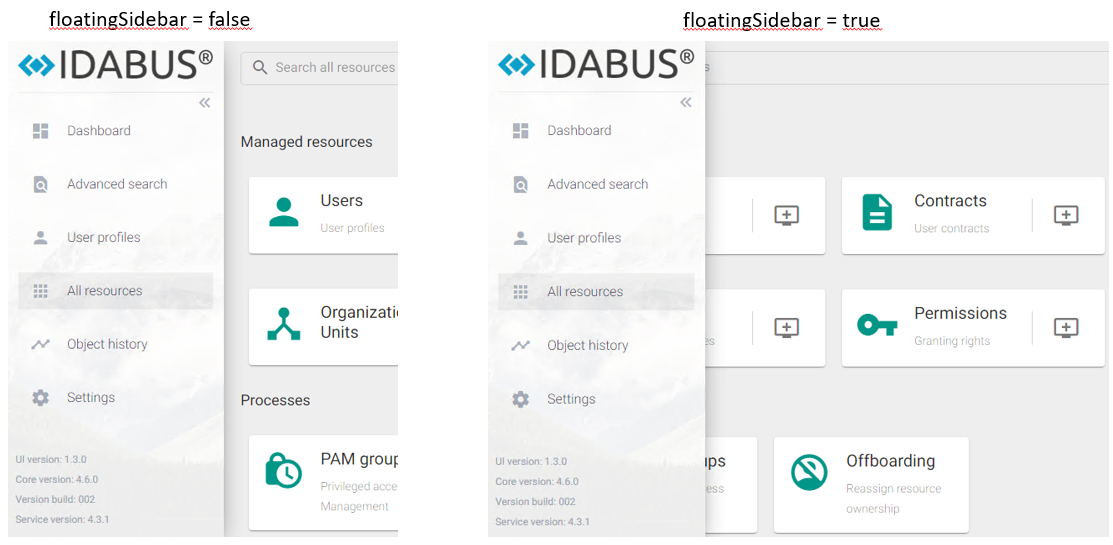 floatingSidebar = false
IDABUS®
Search all resources
Dashboard
Managed resources
Advanced search
Users
User profiles
User profiles
All resources
Organizati
Units
Object history
Settings
Processes
PAM group
Privileged acce
Management
UI version: 1.3.0
Core version: 4.6.0
Version build: 002
Service version: 4.3.1
floatingSidebar = true
IDABUS®
s
Dashboard
Advanced search
Contracts
User contracts
User profiles
All resources
Permissions
Granting rights
es
Object history
Settings
ups
ess
Offboarding
Reassign resource
ownership
UI version: 1.3.0
Core version: 4.6.0
Version build: 002
Service version: 4.3.1